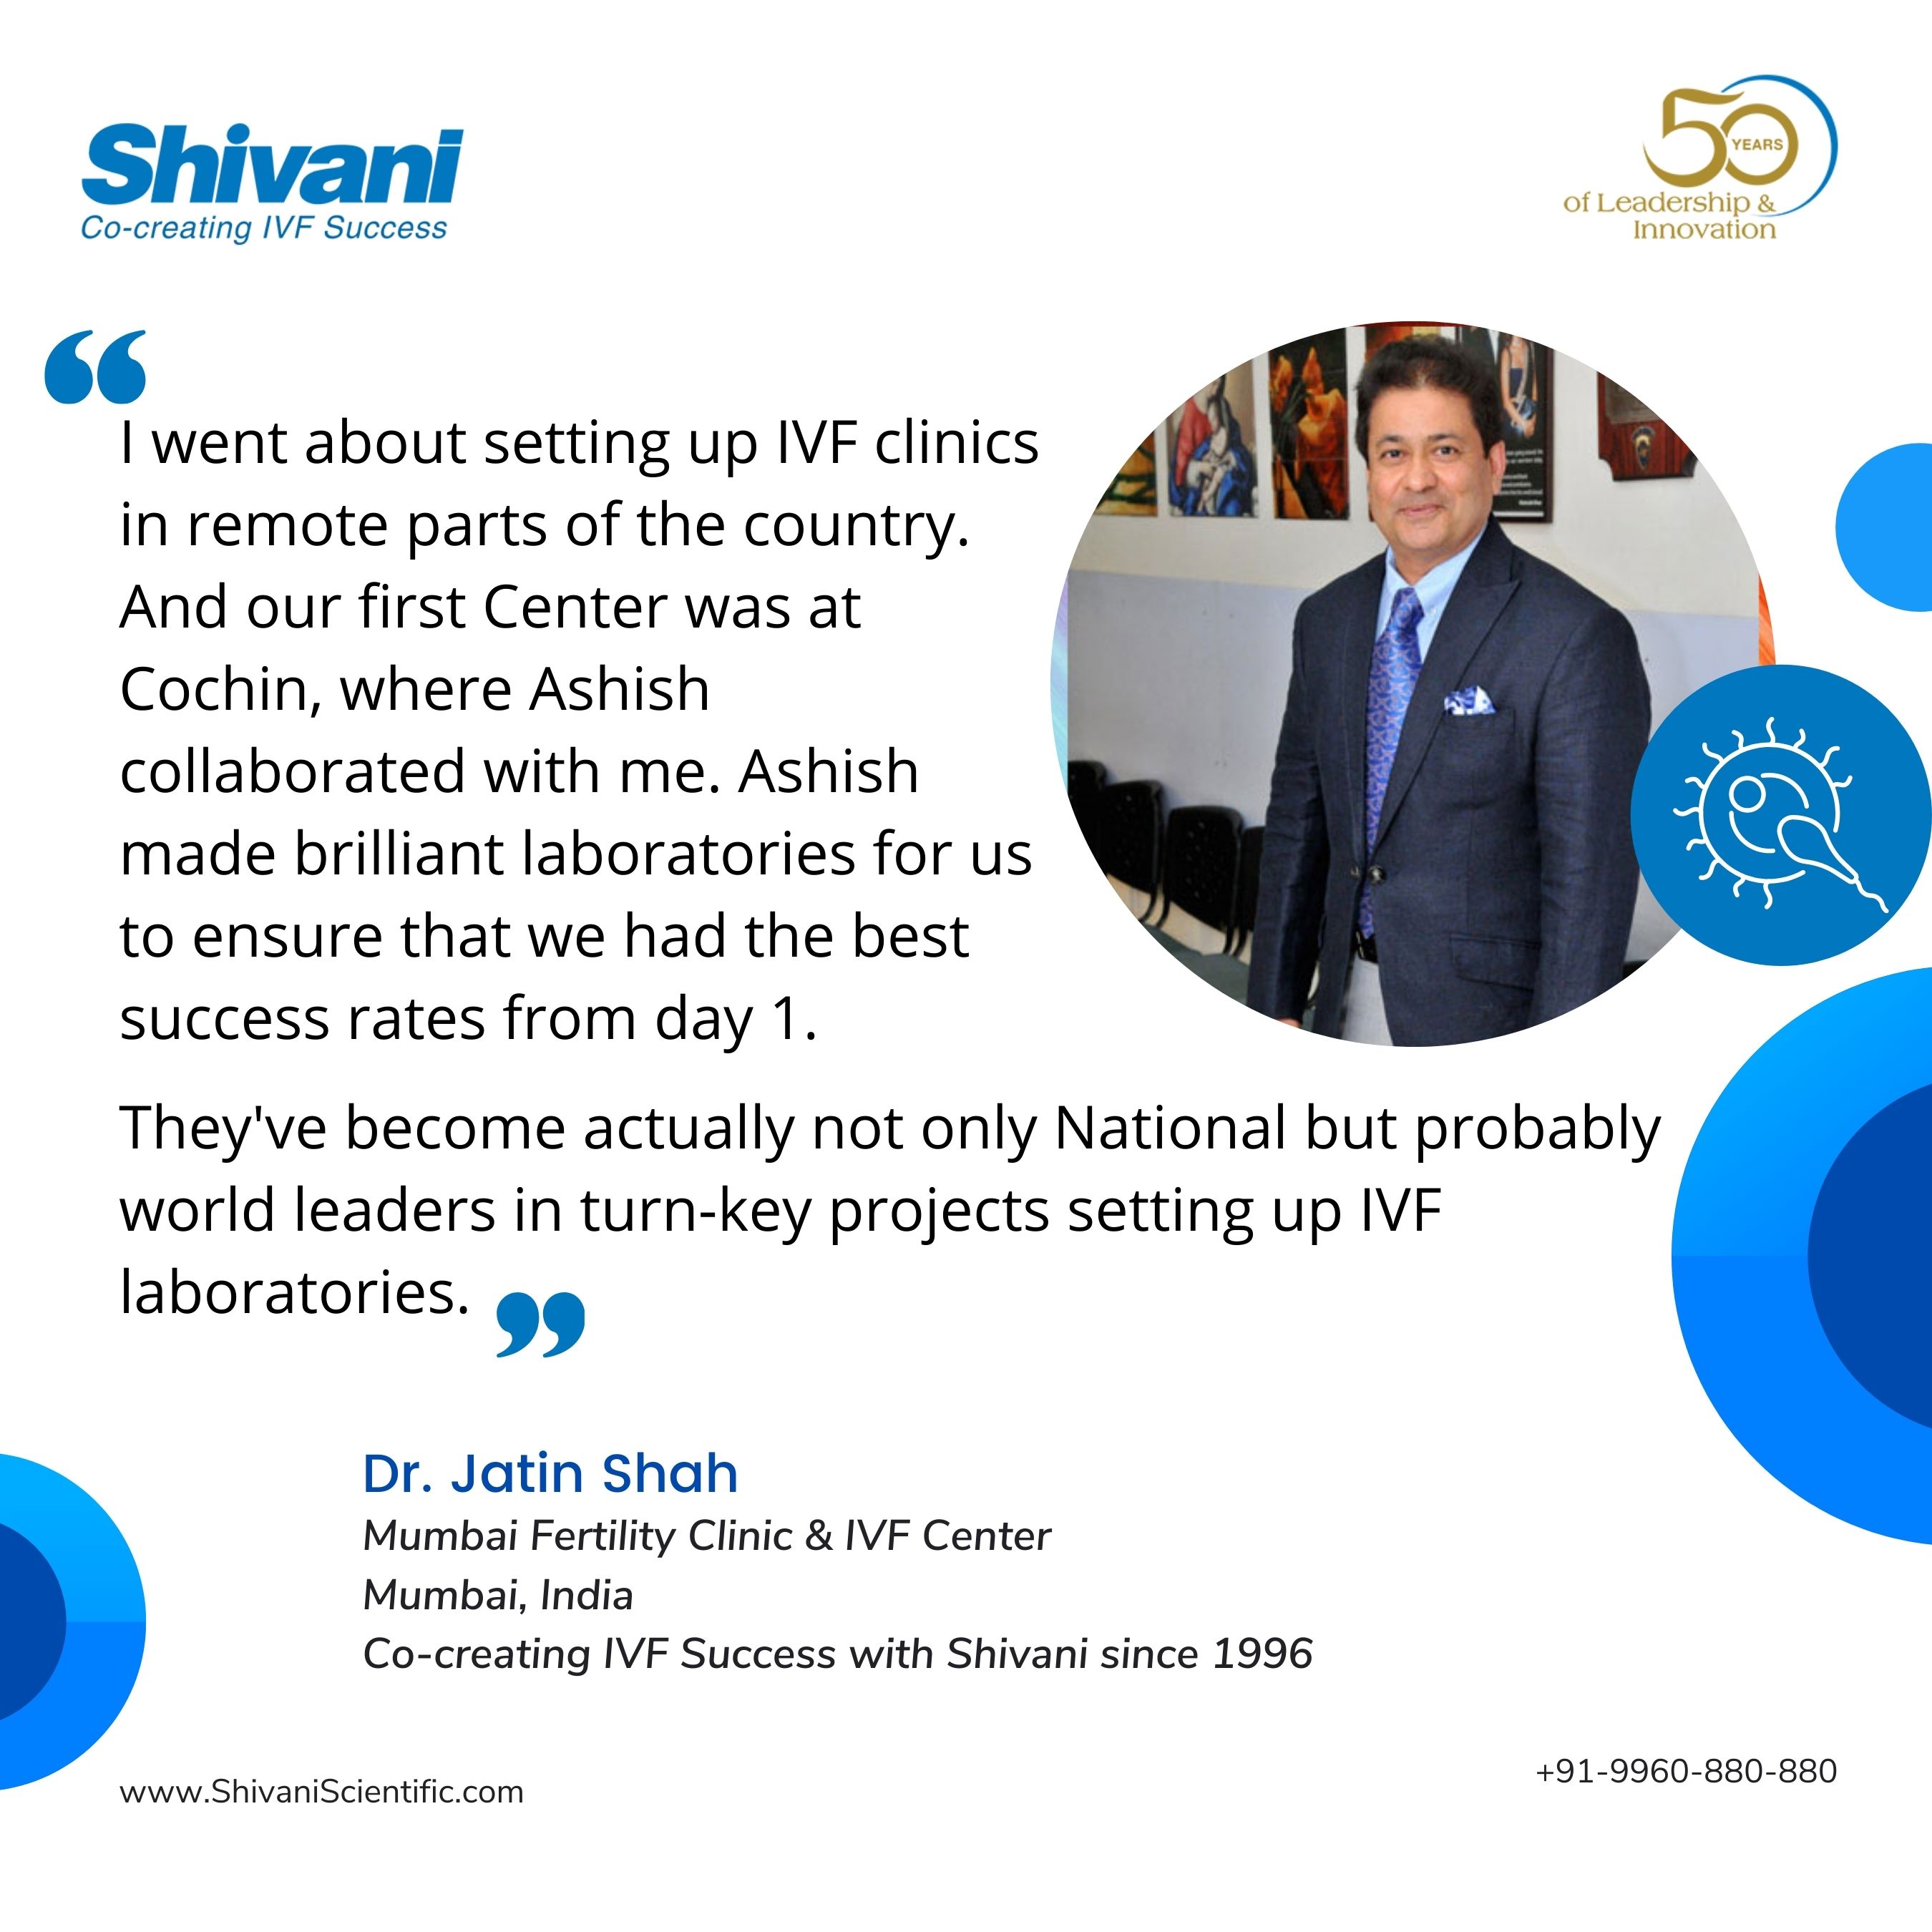 Shivani
Co-creating IVF Success
50
YEARS
of Leadership &
Innovation
“
I went about setting up IVF clinics
in remote parts of the country.
And our first Center was at
Cochin, where Ashish
collaborated with me. Ashish
made brilliant laboratories for us
to ensure that we had the best
success rates from day 1.
They've become actually not only National but probably
world leaders in turn-key projects setting up IVF
laboratories. ”
Dr. Jatin Shah
Mumbai Fertility Clinic & IVF Center
Mumbai, India
Co-creating IVF Success with Shivani since 1996
www.ShivaniScientific.com
+91-9960-880-880